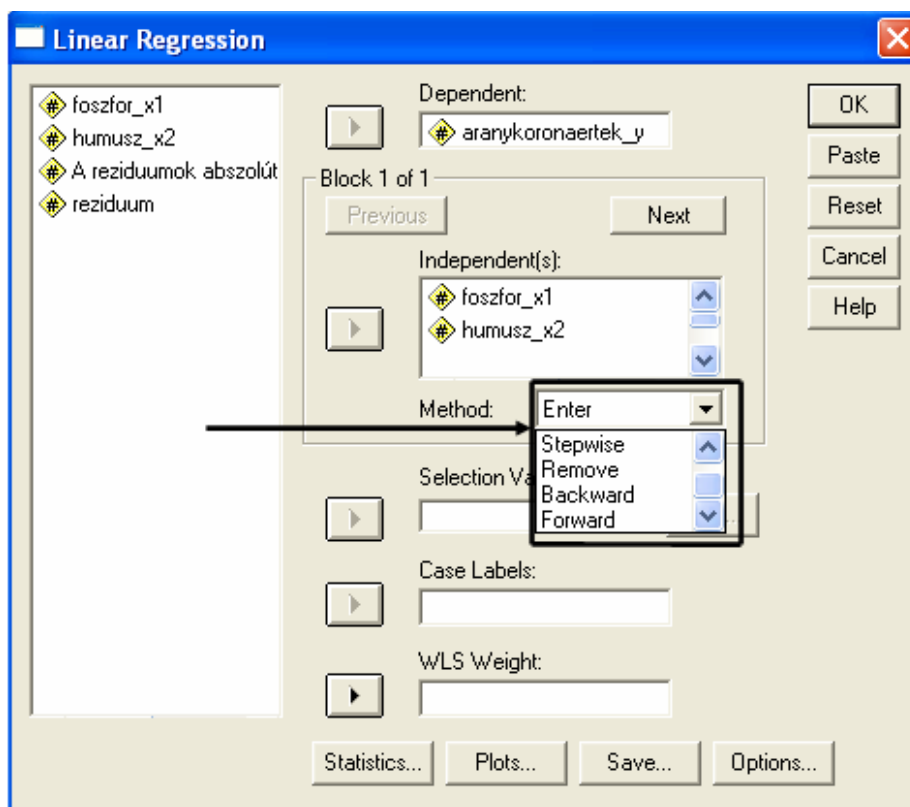 Linear Regression
foszfor_x1
humusz_x2
A reziduumok abszolút
reziduum
Dependent:
aranykoronaertek_y
Block 1 of 1
Previous
Next
Independent(s):
foszfor_x1
humusz_x2
Method:
Enter
Stepwise
Remove
Backward
Forward
Selection Va
Case Labels:
WLS Weight:
Statistics...
Plots...
Save...
Options...
OK
Paste
Reset
Cancel
Help